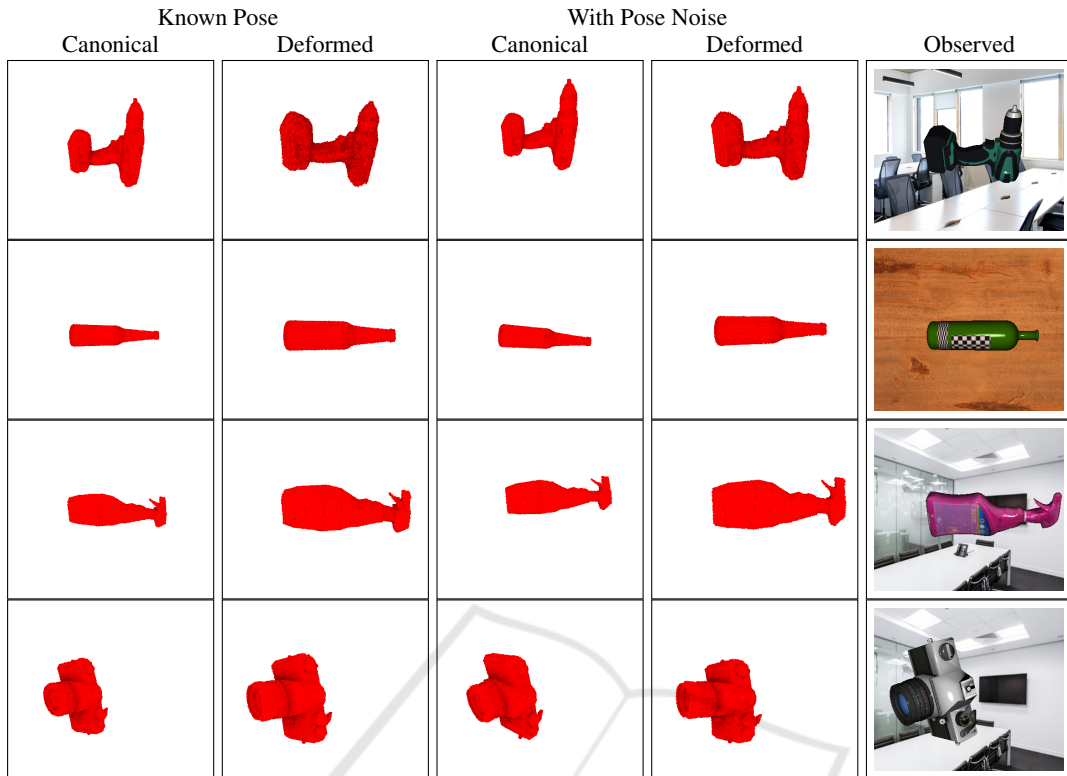 Known Pose With Pose Noise
Canonical Deformed Canonical Deformed Observed